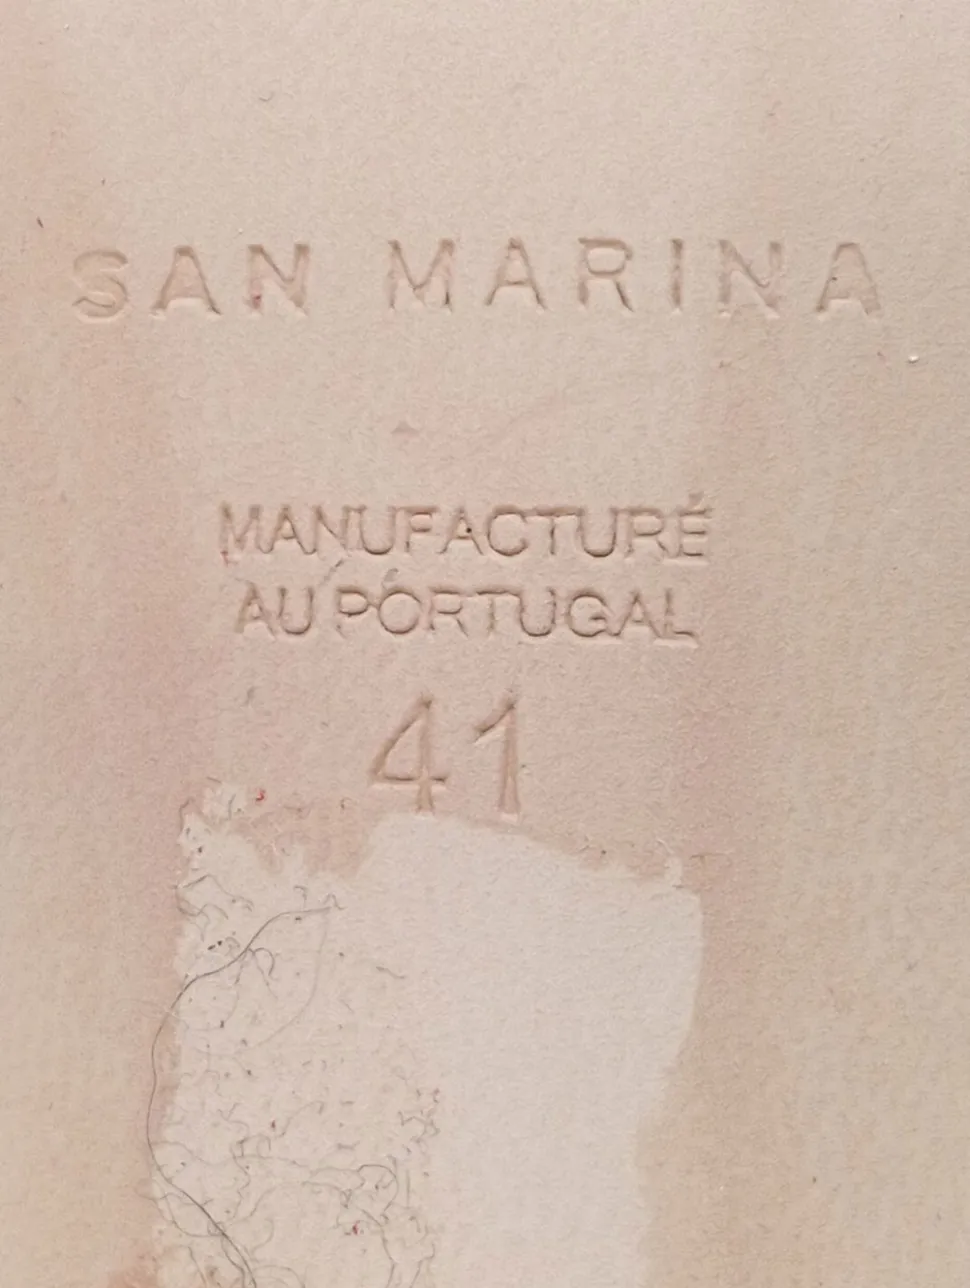 SAN MARINA
MANUFACTURÉ
AU PORTUGAL
41